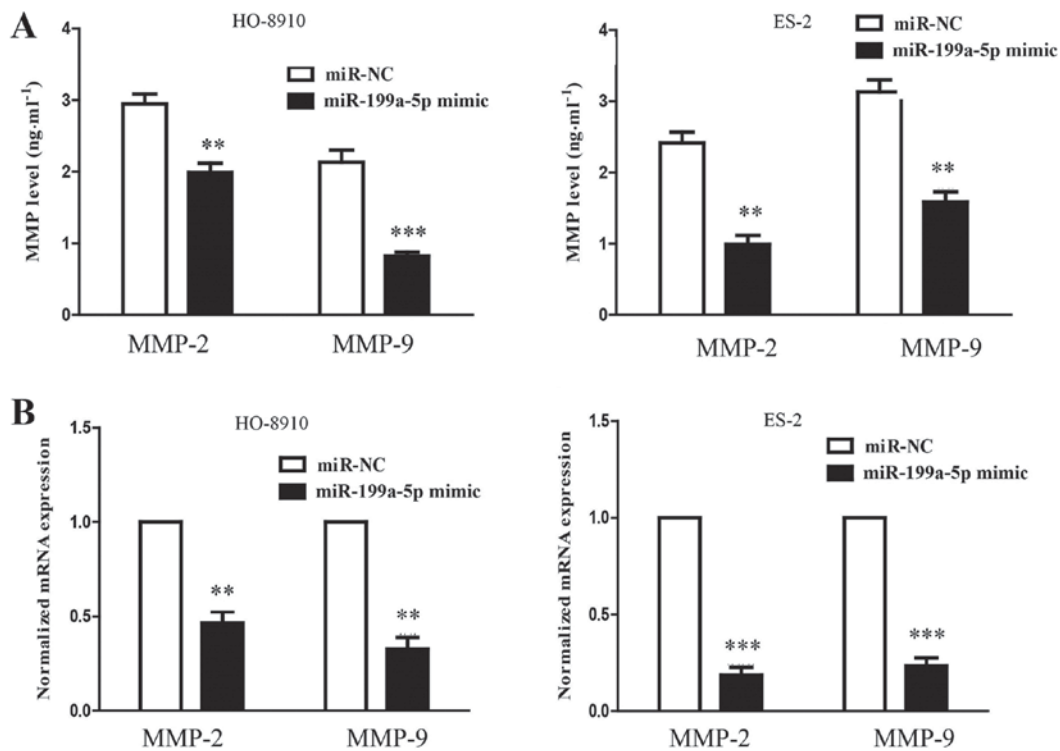 A
HO-8910
miR-NC
miR-199a-5p mimic
MMP level (ng·ml⁻¹)
4
3
2
1
0
**
***
MMP-2
MMP-9
ES-2
miR-NC
miR-199a-5p mimic
MMP level (ng·ml⁻¹)
4
3
2
1
0
**
**
MMP-2
MMP-9
B
HO-8910
miR-NC
miR-199a-5p mimic
Normalized mRNA expression
1.5
1.0
0.5
0.0
**
**
MMP-2
MMP-9
ES-2
miR-NC
miR-199a-5p mimic
Normalized mRNA expression
1.5
1.0
0.5
0.0
***
***
MMP-2
MMP-9